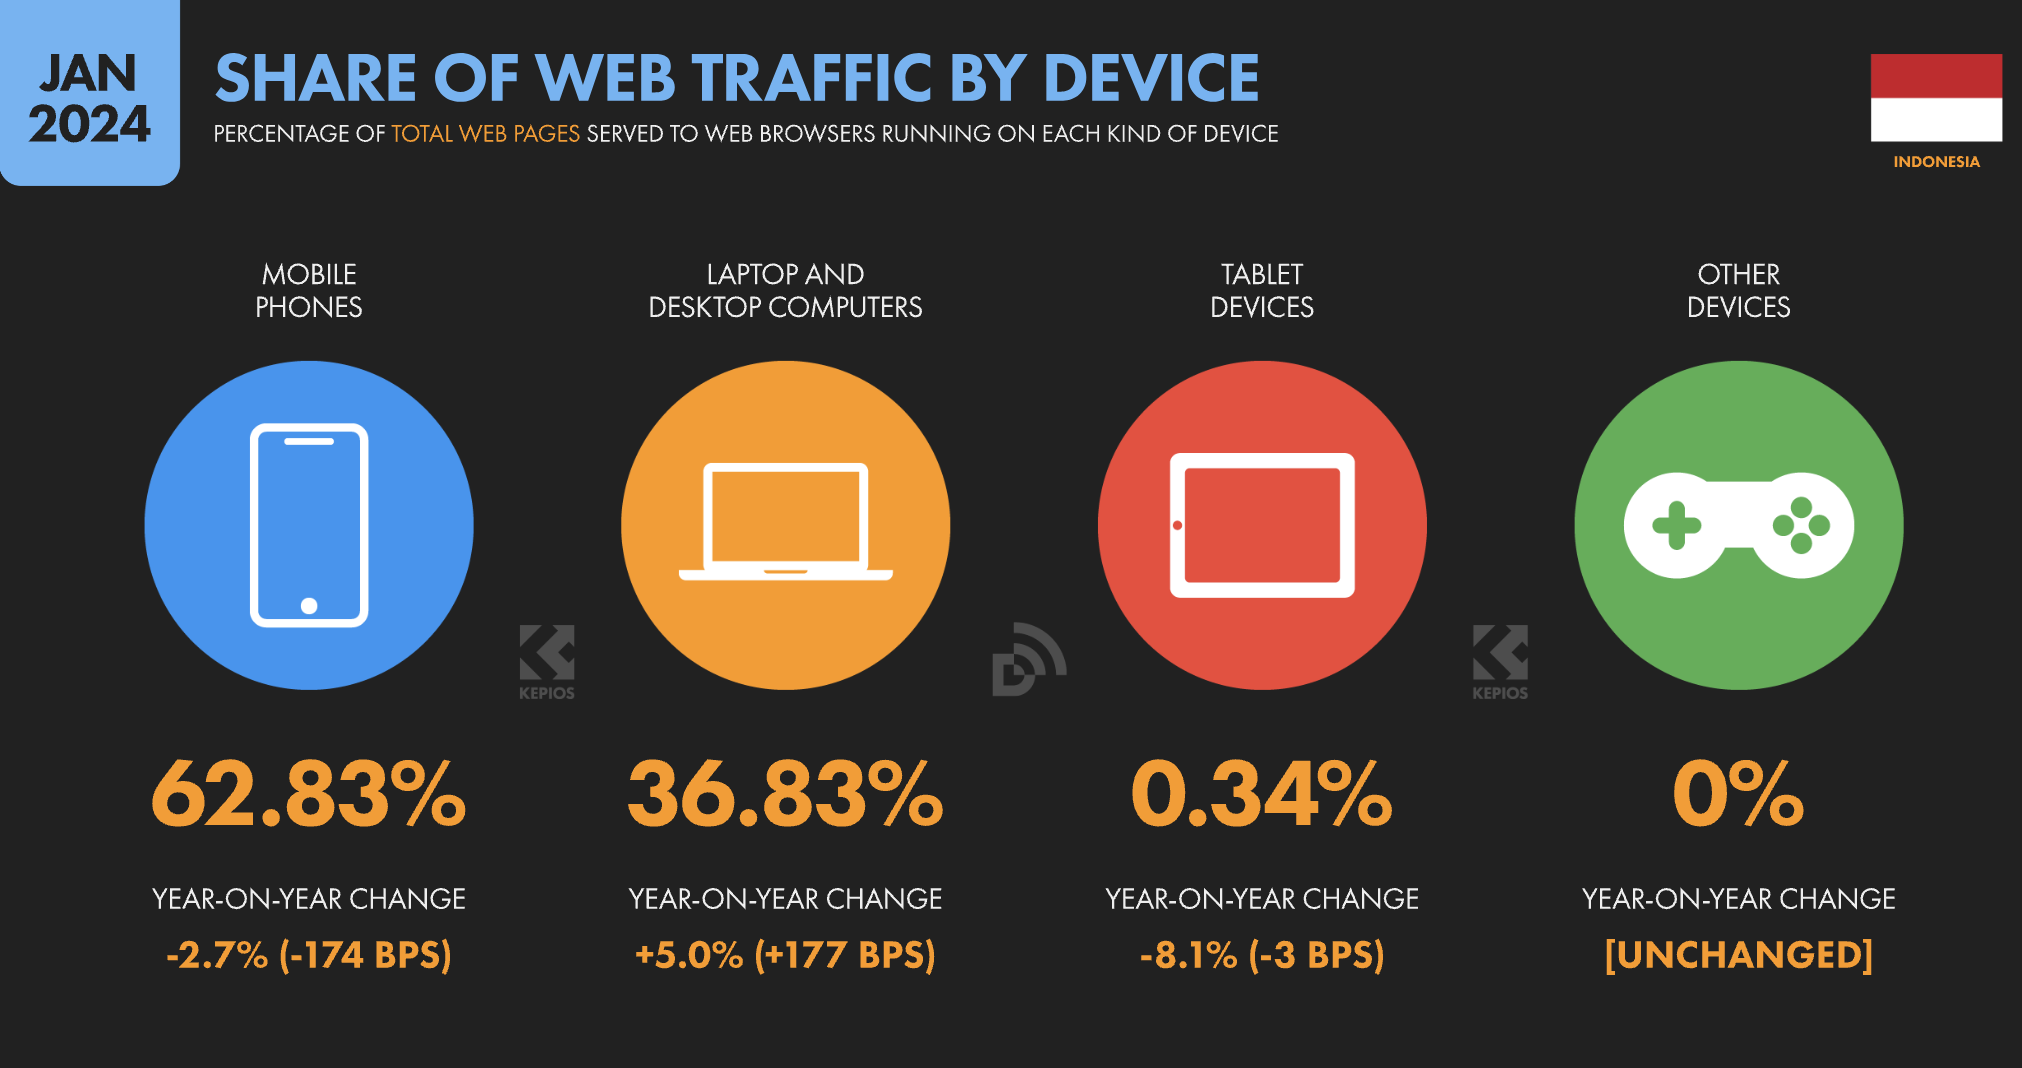 JAN
2024
SHARE OF WEB TRAFFIC BY DEVICE
PERCENTAGE OF TOTAL WEB PAGES SERVED TO WEB BROWSERS RUNNING ON EACH KIND OF DEVICE
INDONESIA
MOBILE
PHONES
LAPTOP AND
DESKTOP COMPUTERS
TABLET
DEVICES
OTHER
DEVICES
KEPIOS
KEPIOS
62.83%
36.83%
0.34%
0%
YEAR-ON-YEAR CHANGE
YEAR-ON-YEAR CHANGE
YEAR-ON-YEAR CHANGE
YEAR-ON-YEAR CHANGE
-2.7% (-174 BPS)
+5.0% (+177 BPS)
-8.1% (-3 BPS)
[UNCHANGED]